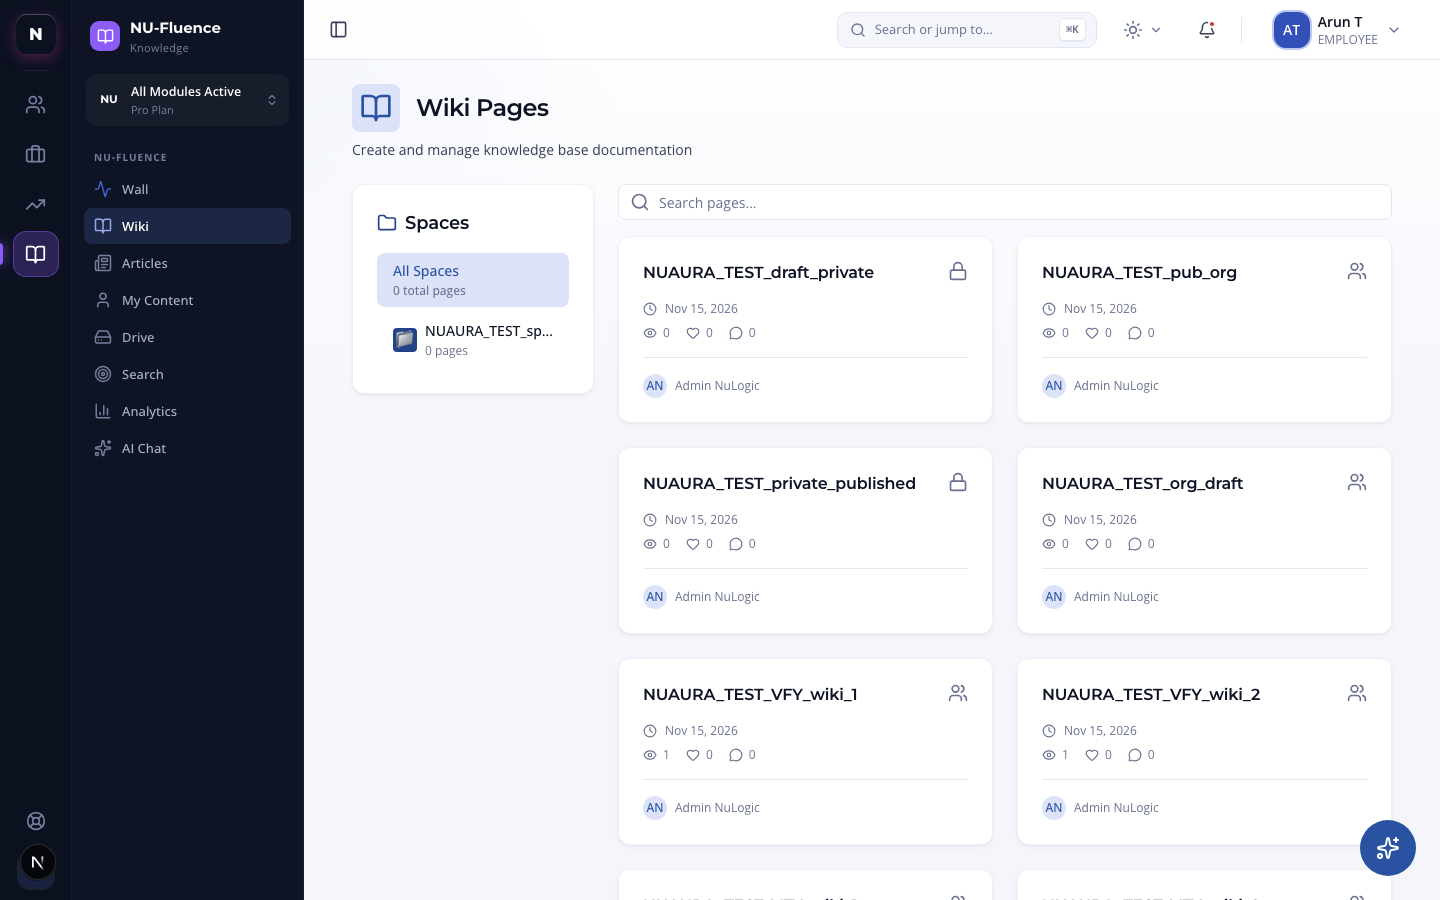 N
NU-Fluence
Knowledge
NU
All Modules Active
Pro Plan
NU-FLUENCE
Wall
Wiki
Articles
My Content
Drive
Search
Analytics
AI Chat
N
Search or jump to...
⌘K
AT
Arun T
EMPLOYEE
Wiki Pages
Create and manage knowledge base documentation
Spaces
All Spaces
0 total pages
NUAURA_TEST_sp...
0 pages
Search pages...
NUAURA_TEST_draft_private
Nov 15, 2026
0 0 0
AN Admin NuLogic
NUAURA_TEST_pub_org
Nov 15, 2026
0 0 0
AN Admin NuLogic
NUAURA_TEST_private_published
Nov 15, 2026
0 0 0
AN Admin NuLogic
NUAURA_TEST_org_draft
Nov 15, 2026
0 0 0
AN Admin NuLogic
NUAURA_TEST_VFY_wiki_1
Nov 15, 2026
1 0 0
AN Admin NuLogic
NUAURA_TEST_VFY_wiki_2
Nov 15, 2026
1 0 0
AN Admin NuLogic